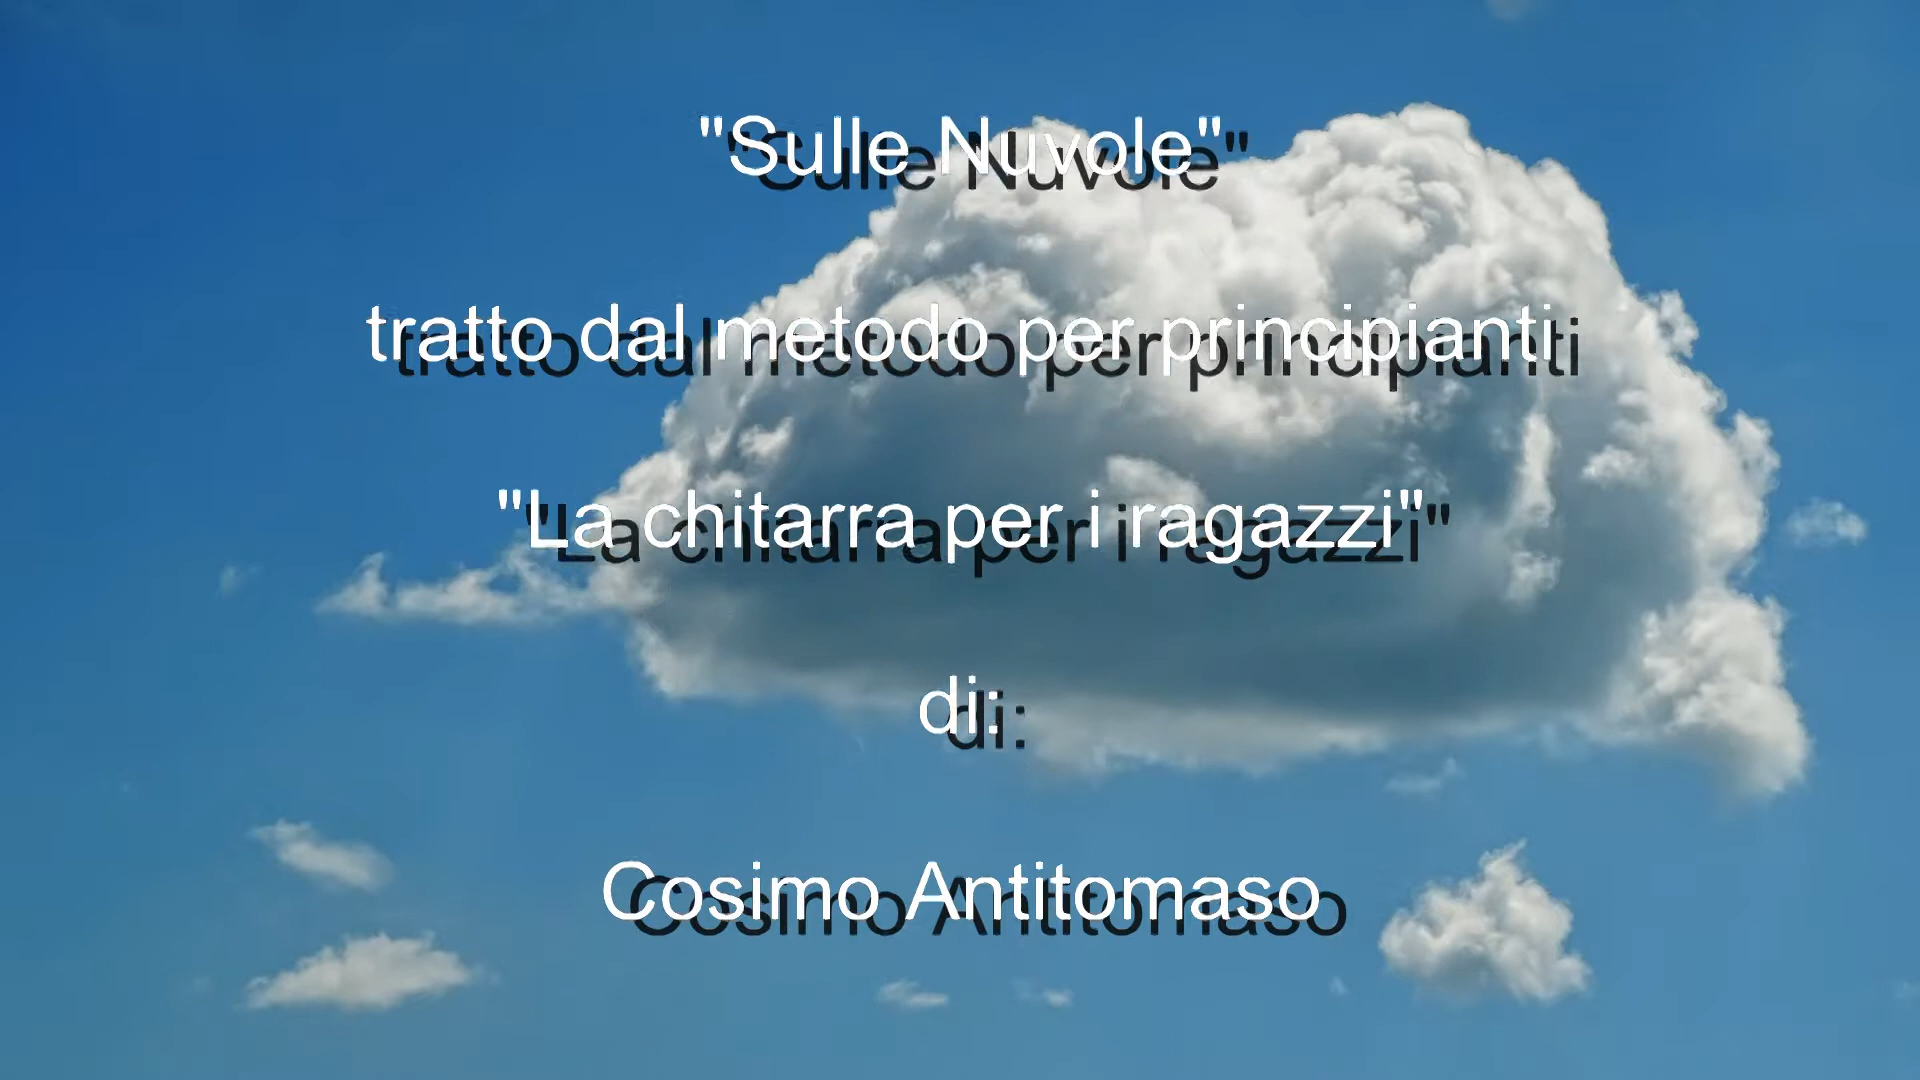 "Sulle Nuvole"
tratto dal metodo per principianti
"La chitarra per i ragazzi"
di:
Cosimo Antitomaso